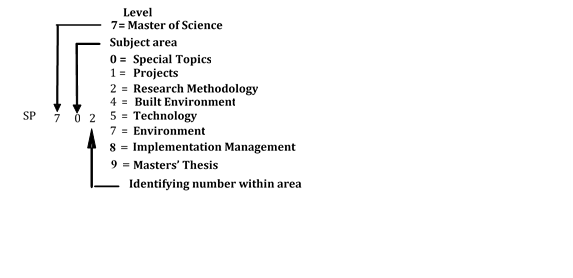 Level
7= Master of Science
Subject area
0 = Special Topics
1 = Projects
2 = Research Methodology
4 = Built Environment
SP 7 0 2 5 = Technology
7 = Environment
8 = Implementation Management
9 = Masters' Thesis
Identifying number within area